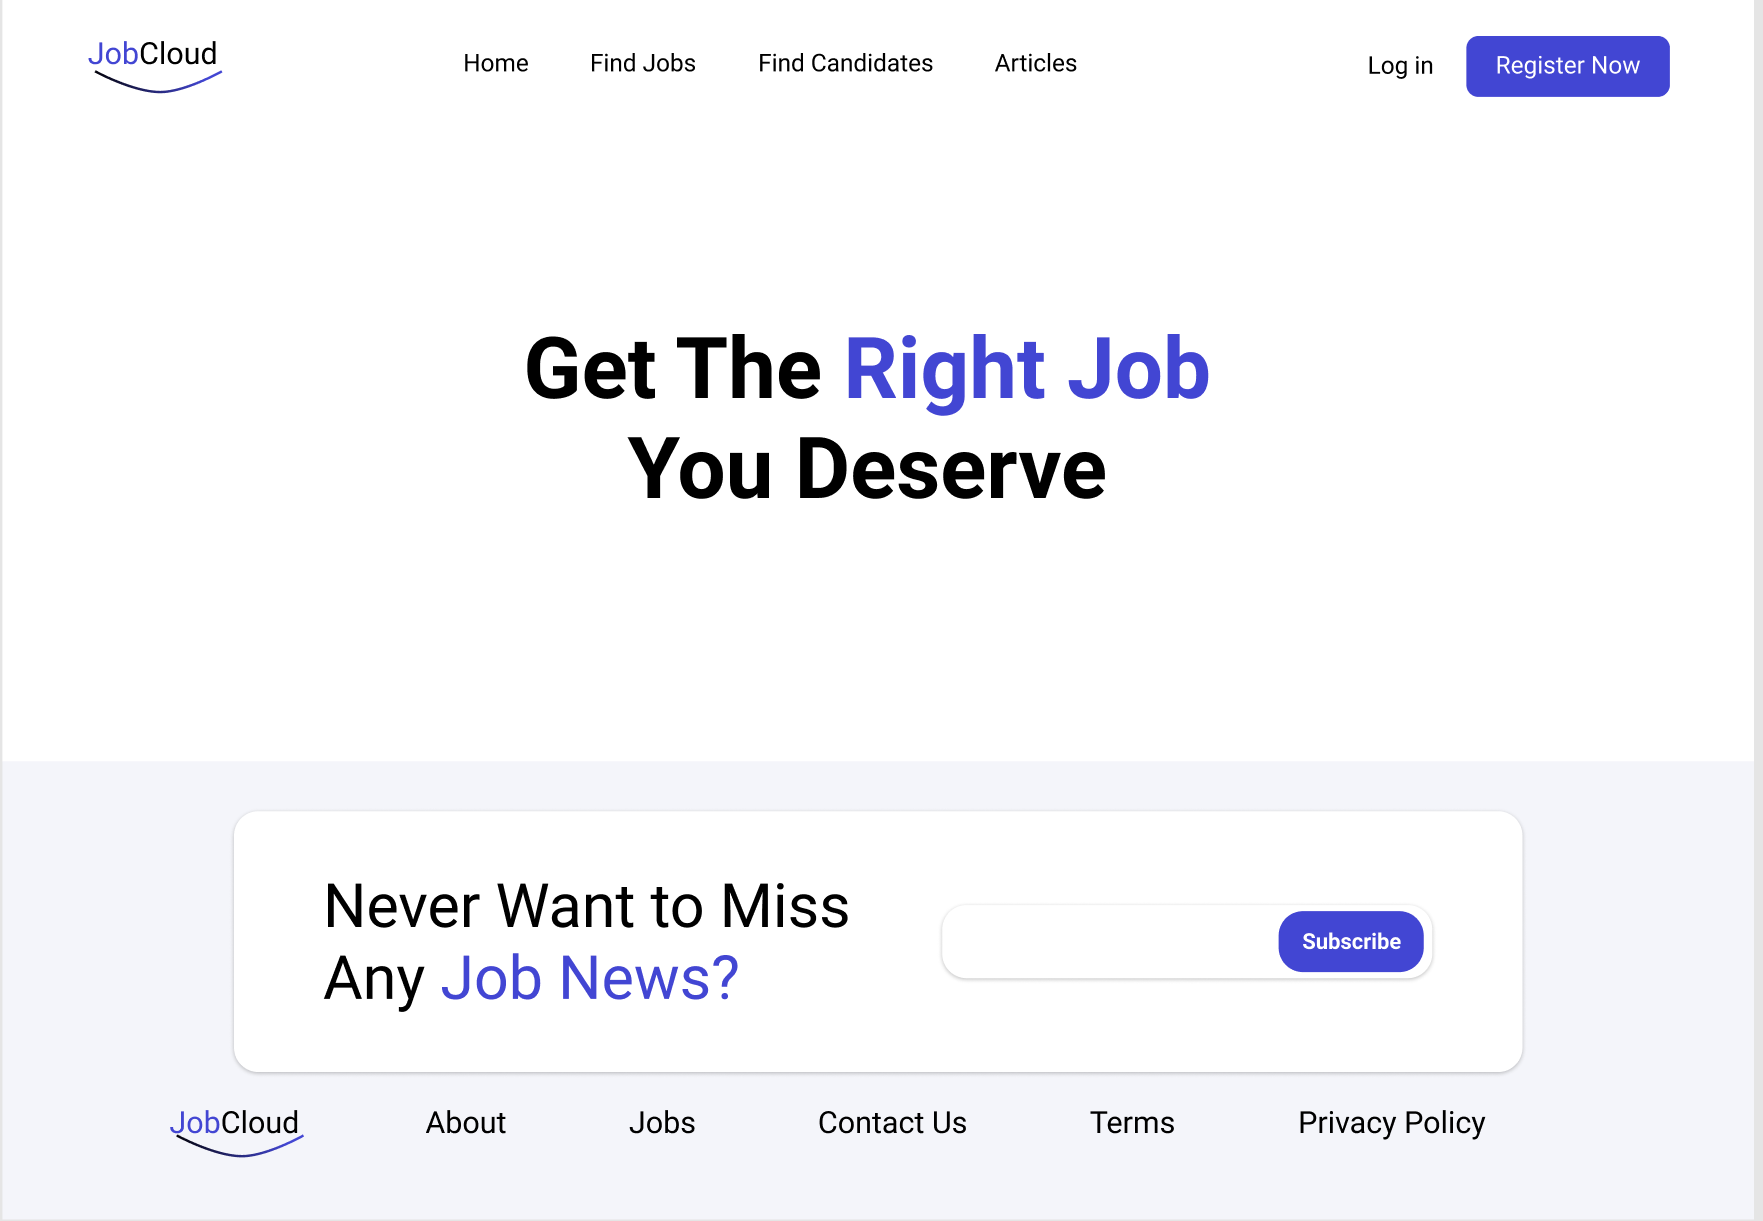 JobCloud
Home Find Jobs Find Candidates Articles
Log in Register Now
Get The Right Job
You Deserve
Never Want to Miss
Any Job News?
Subscribe
JobCloud About Jobs Contact Us Terms Privacy Policy